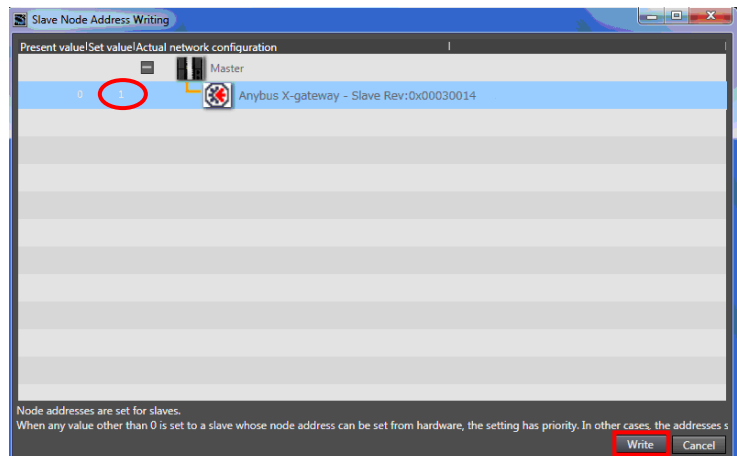 Slave Node Address Writing
Present value|Set value|Actual network configuration
Master
0 1 Anybus X-gateway - Slave Rev:0x00030014
Node addresses are set for slaves.
When any value other than 0 is set to a slave whose node address can be set from hardware, the setting has priority. In other cases, the addresses s
Write Cancel